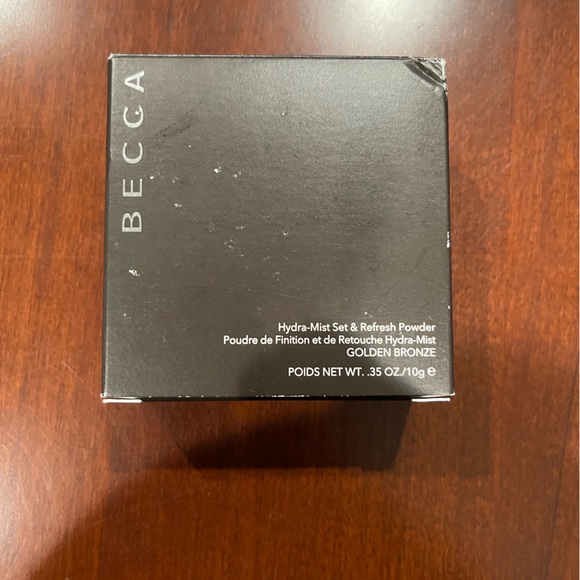 BECCA
Hydra-Mist Set & Refresh Powder
Poudre de Finition et de Retouche Hydra-Mist
GOLDEN BRONZE
POIDS NET WT. .35 OZ./10g ℮